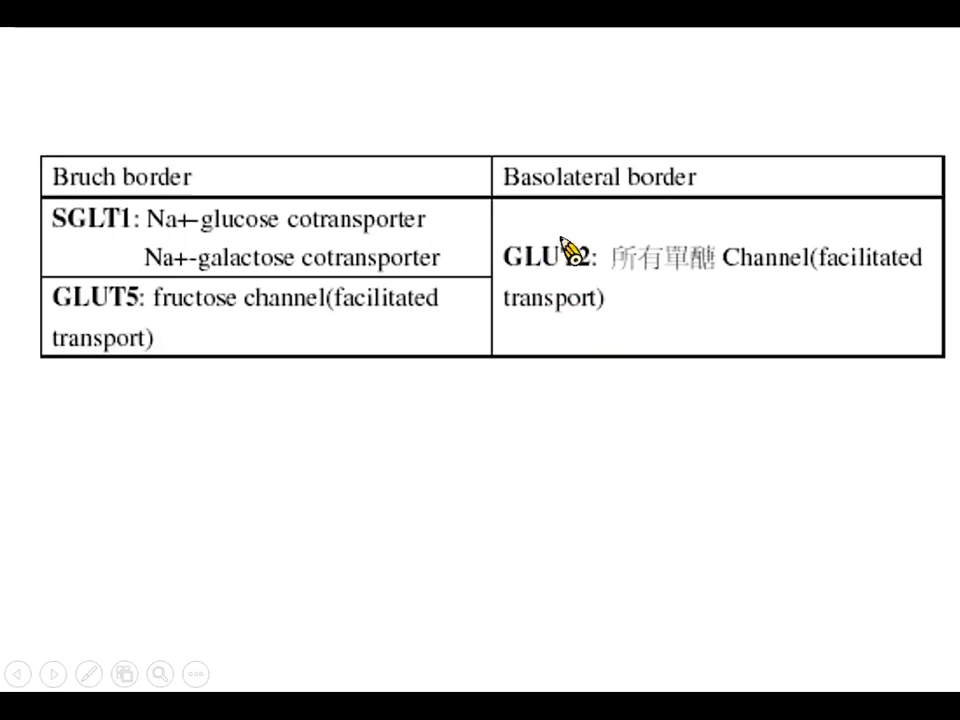 Bruch border
Basolateral border
SGLT1: Na+–glucose cotransporter
Na+-galactose cotransporter
GLUT5: fructose channel(facilitated
transport)
GLUT2: 所有單醣 Channel(facilitated
transport)